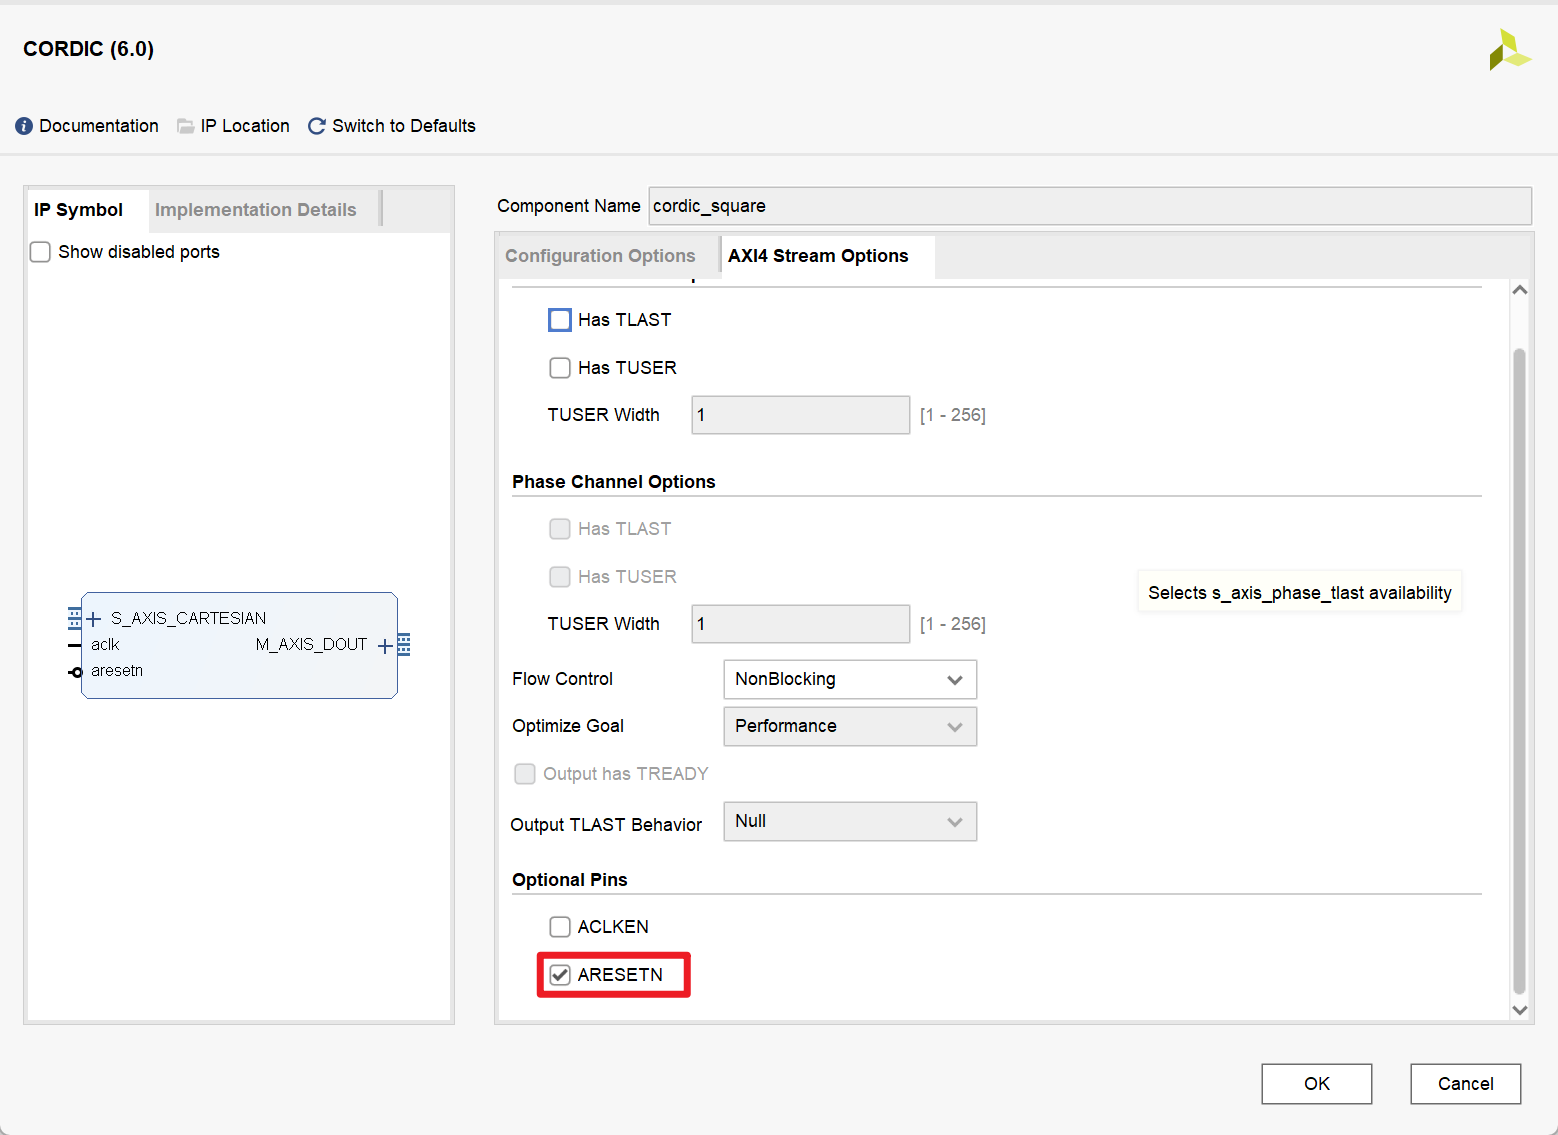 CORDIC (6.0)
Documentation IP Location Switch to Defaults
IP Symbol Implementation Details
Show disabled ports
S_AXIS_CARTESIAN
aclk M_AXIS_DOUT
aresetn
Component Name cordic_square
Configuration Options AXI4 Stream Options
Has TLAST
Has TUSER
TUSER Width 1 [1 - 256]
Phase Channel Options
Has TLAST
Has TUSER
Selects s_axis_phase_tlast availability
TUSER Width 1 [1 - 256]
Flow Control NonBlocking
Optimize Goal Performance
Output has TREADY
Output TLAST Behavior Null
Optional Pins
ACLKEN
ARESETN
OK Cancel